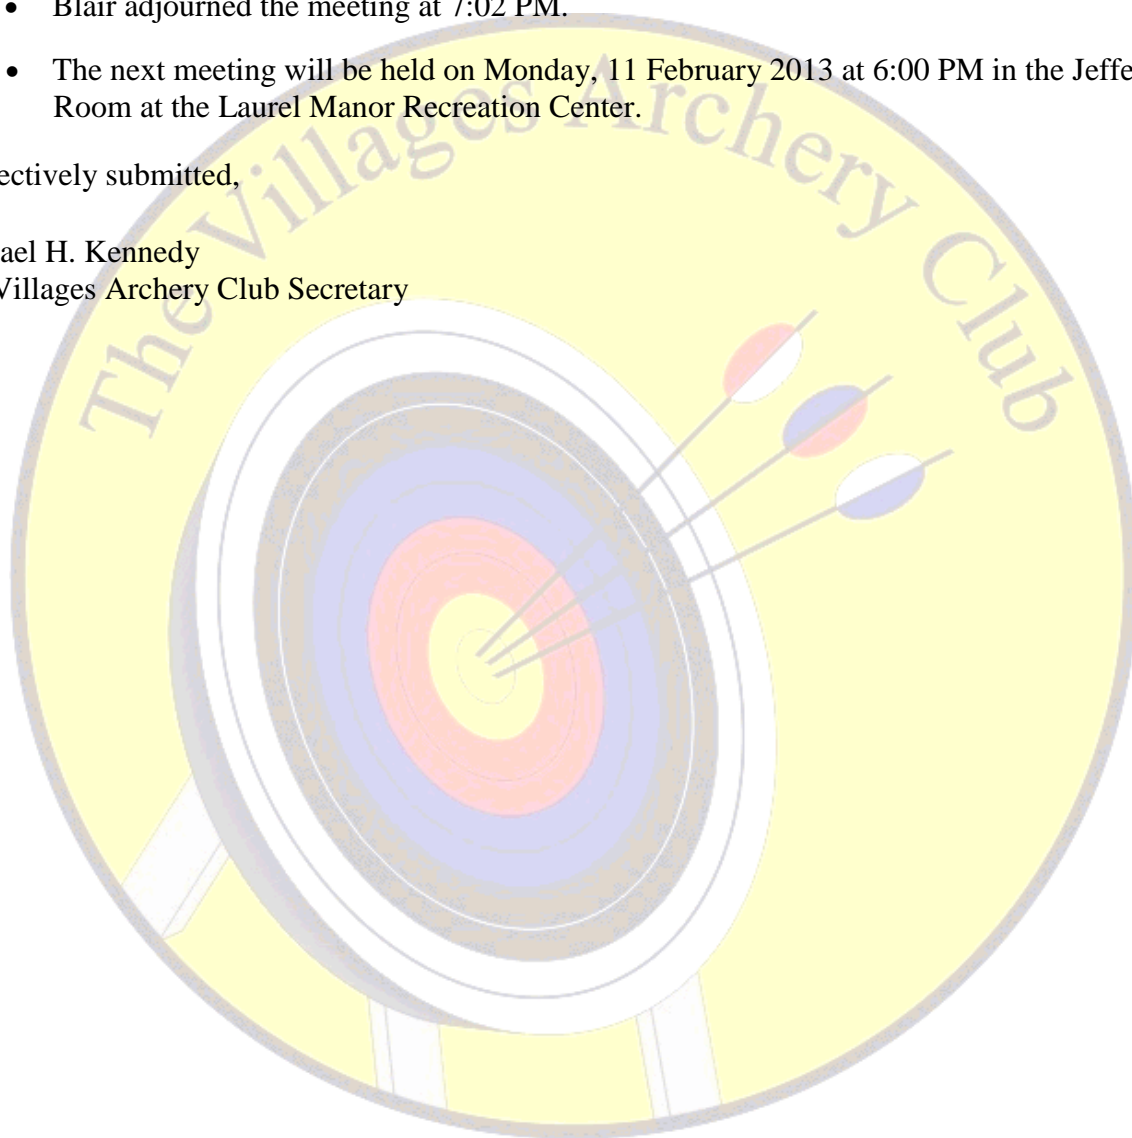 Blair adjourned the meeting at 7:02 PM.
The next meeting will be held on Monday, 11 February 2013 at 6:00 PM in the Jeffe
Room at the Laurel Manor Recreation Center.
ectively submitted,
ael H. Kennedy
Villages Archery Club Secretary
The Villages Archery Club